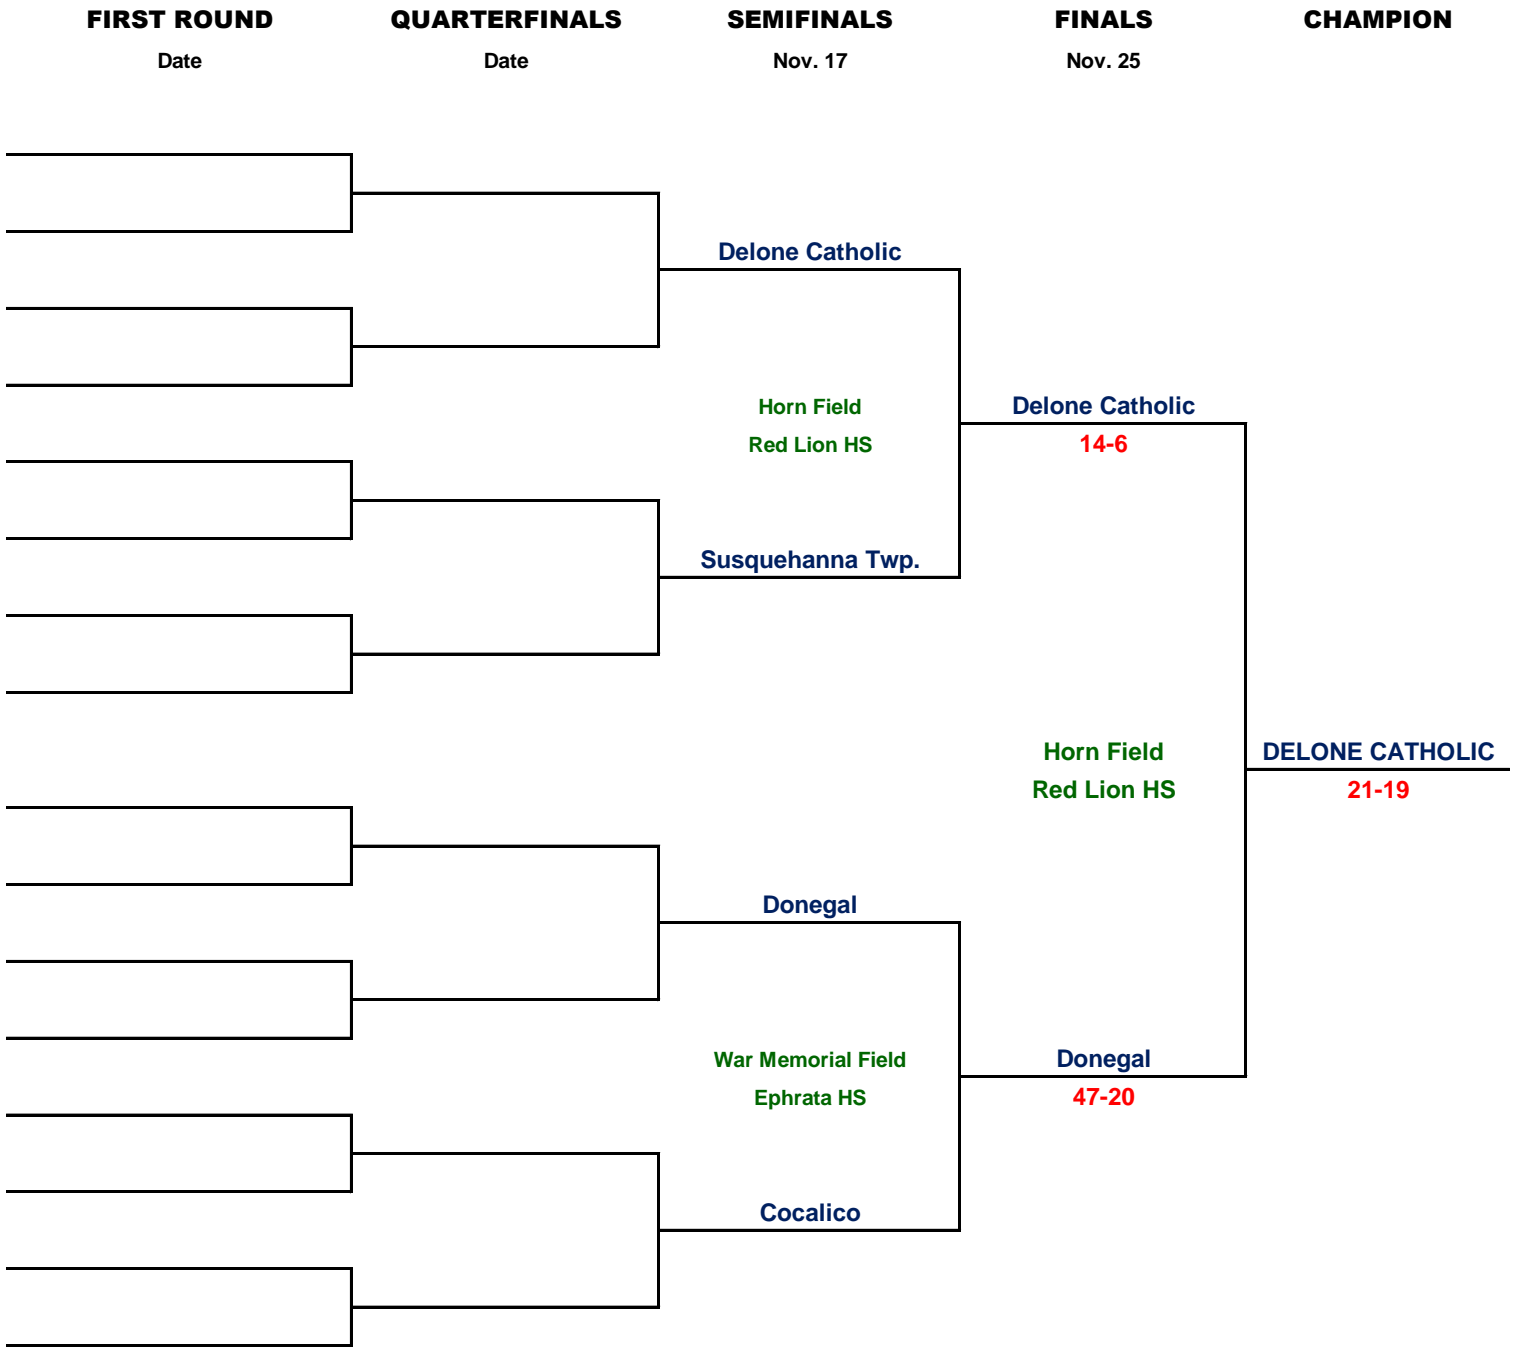 FIRST ROUND QUARTERFINALS SEMIFINALS FINALS CHAMPION
Date Date Nov. 17 Nov. 25
Delone Catholic
Horn Field Delone Catholic
Red Lion HS 14-6
Susquehanna Twp.
Horn Field DELONE CATHOLIC
Red Lion HS 21-19
Donegal
War Memorial Field Donegal
Ephrata HS 47-20
Cocalico